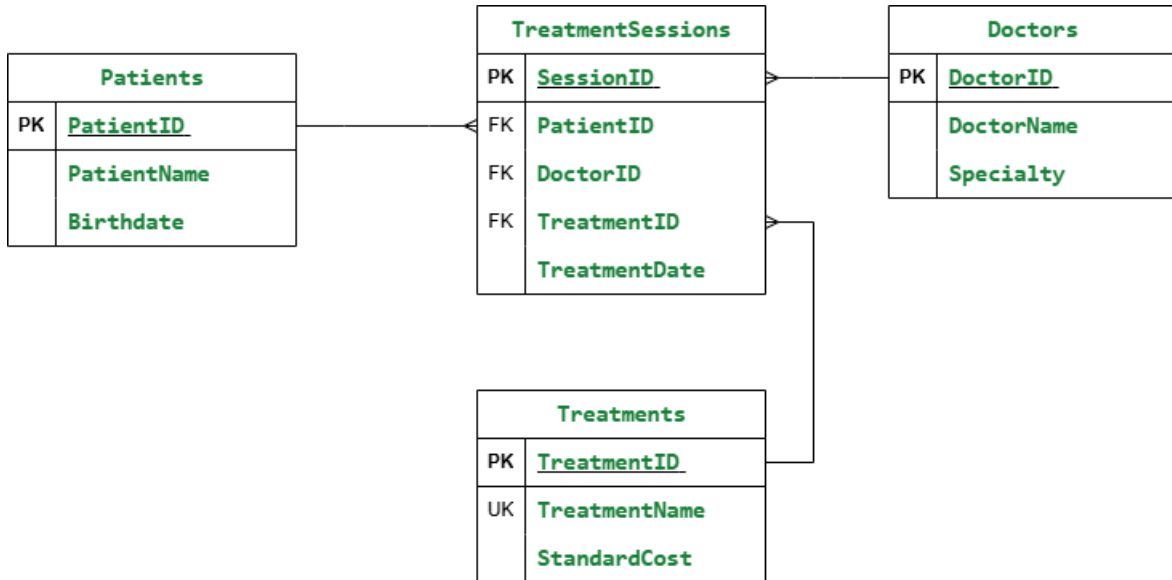 Patients
PK PatientID
PatientName
Birthdate
TreatmentSessions
PK SessionID
FK PatientID
FK DoctorID
FK TreatmentID
TreatmentDate
Doctors
PK DoctorID
DoctorName
Specialty
Treatments
PK TreatmentID
UK TreatmentName
StandardCost